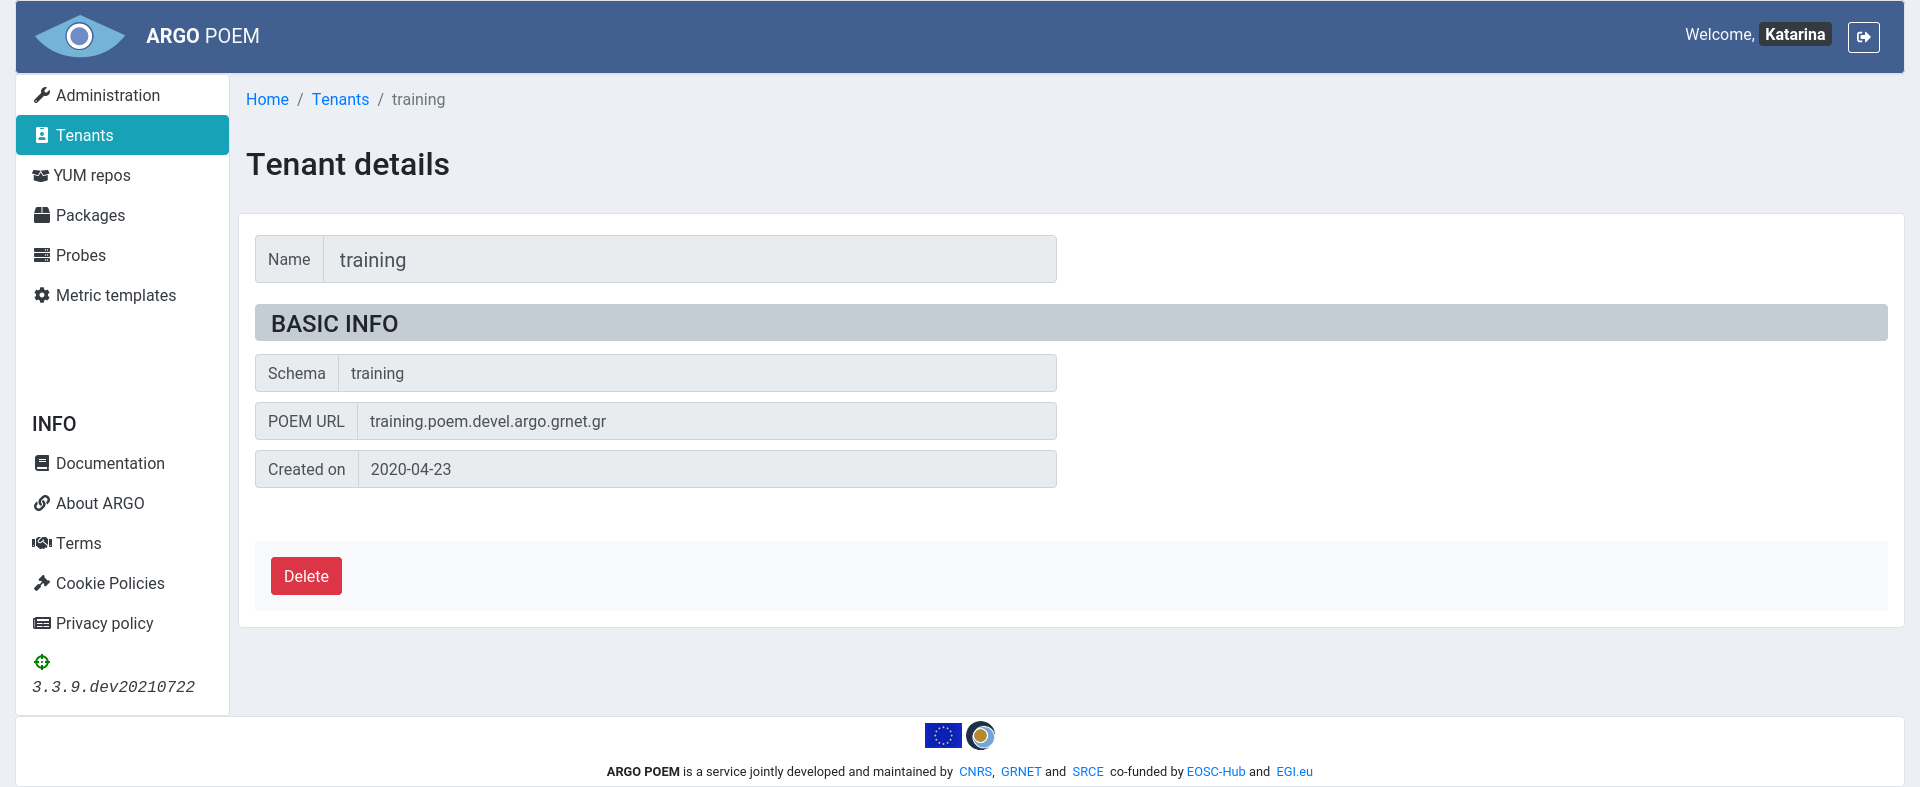 ARGO POEM
Welcome, Katarina
Administration
Tenants
YUM repos
Packages
Probes
Metric templates
INFO
Documentation
About ARGO
Terms
Cookie Policies
Privacy policy
3.3.9.dev20210722
Home / Tenants / training
Tenant details
Name training
BASIC INFO
Schema training
POEM URL training.poem.devel.argo.grnet.gr
Created on 2020-04-23
Delete
ARGO POEM is a service jointly developed and maintained by CNRS, GRNET and SRCE co-funded by EOSC-Hub and EGI.eu